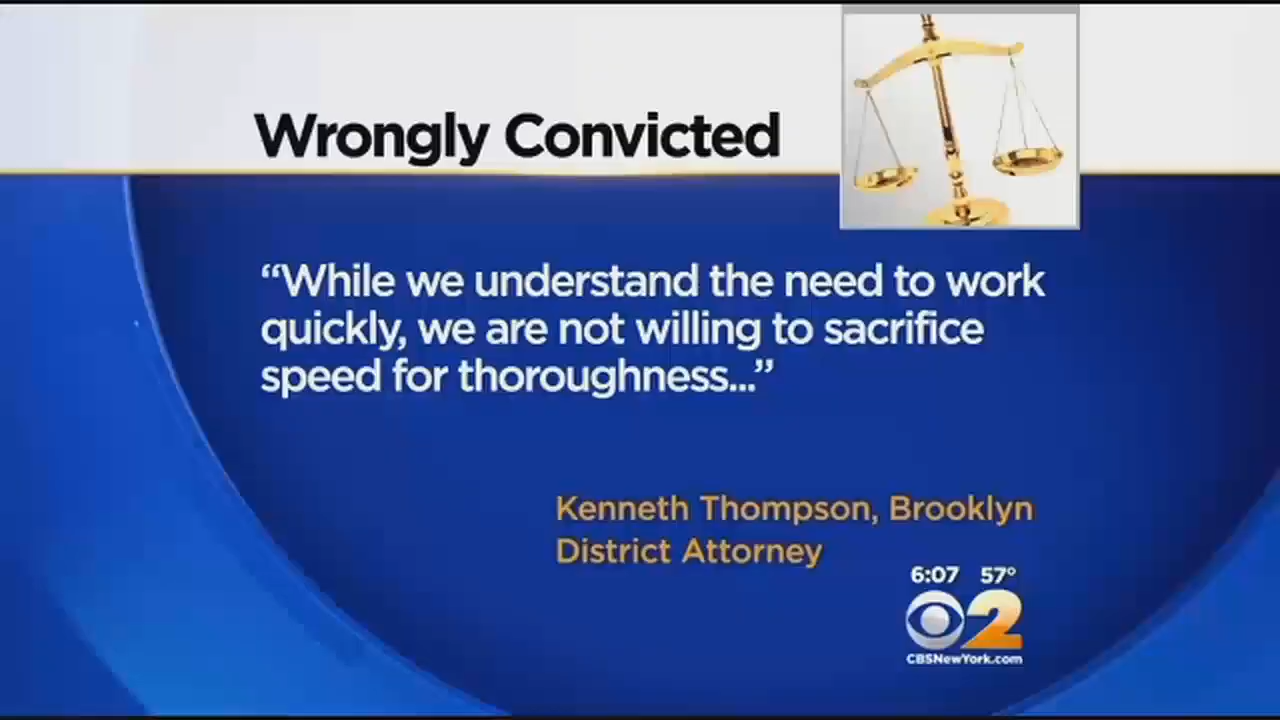 Wrongly Convicted
“While we understand the need to work
quickly, we are not willing to sacrifice
speed for thoroughness...”
Kenneth Thompson, Brooklyn
District Attorney
6:07 57°
2
CBSNewYork.com